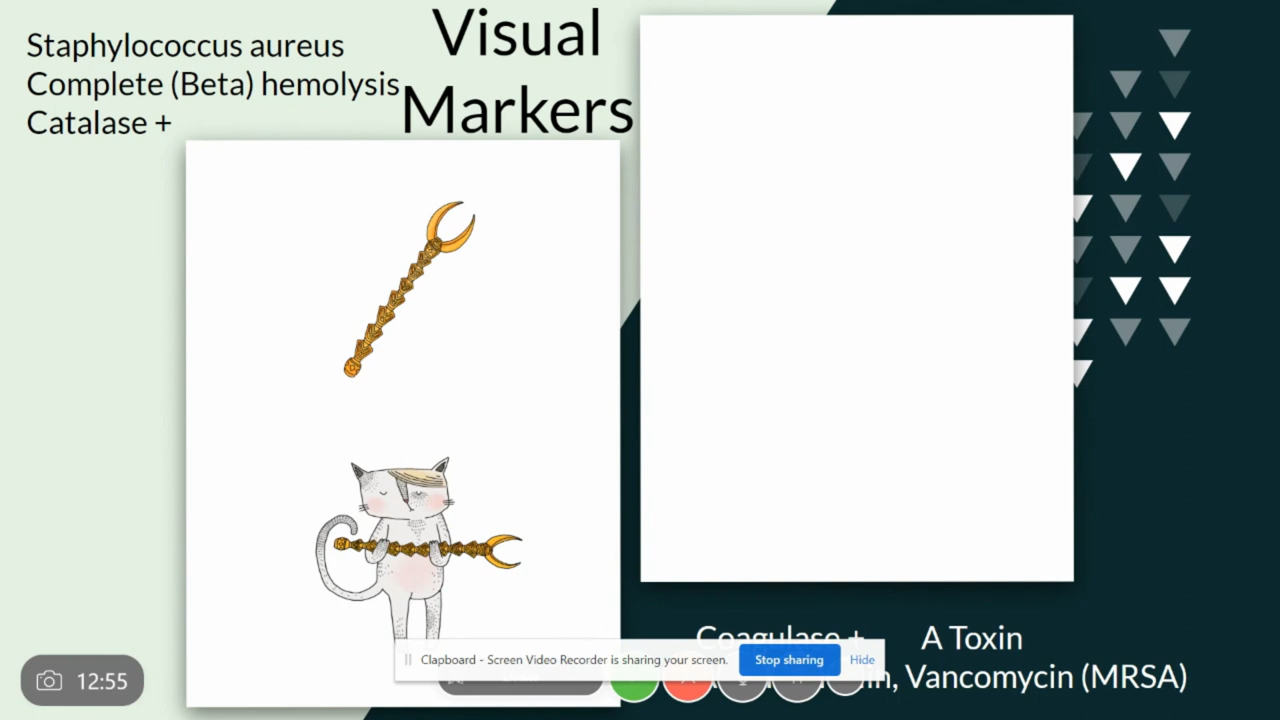 Staphylococcus aureus
Complete (Beta) hemolysis
Catalase +
Visual
Markers
Coagulase +
A Toxin
Clapboard - Screen Video Recorder is sharing your screen.
Stop sharing
Hide
Vancomycin (MRSA)
12:55